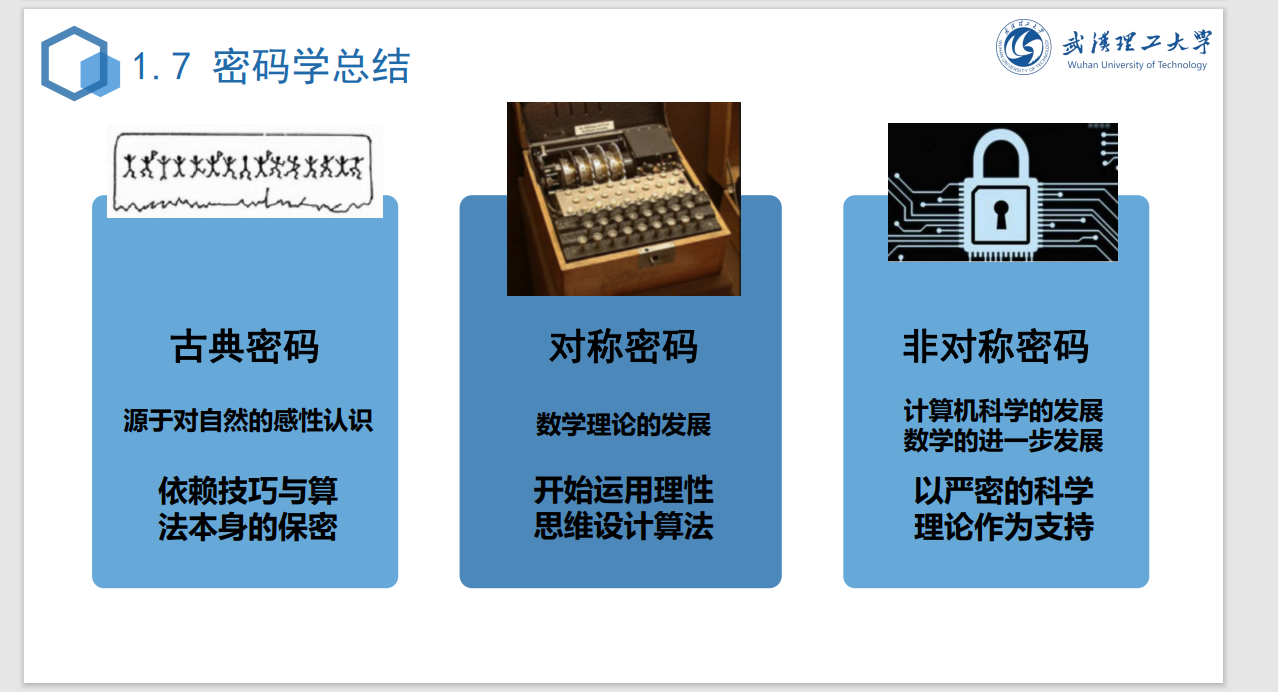 1.7 密码学总结
武汉理工大学
Wuhan University of Technology
古典密码
源于对自然的感性认识
依赖技巧与算
法本身的保密
对称密码
数学理论的发展
开始运用理性
思维设计算法
非对称密码
计算机科学的发展
数学的进一步发展
以严密的科学
理论作为支持